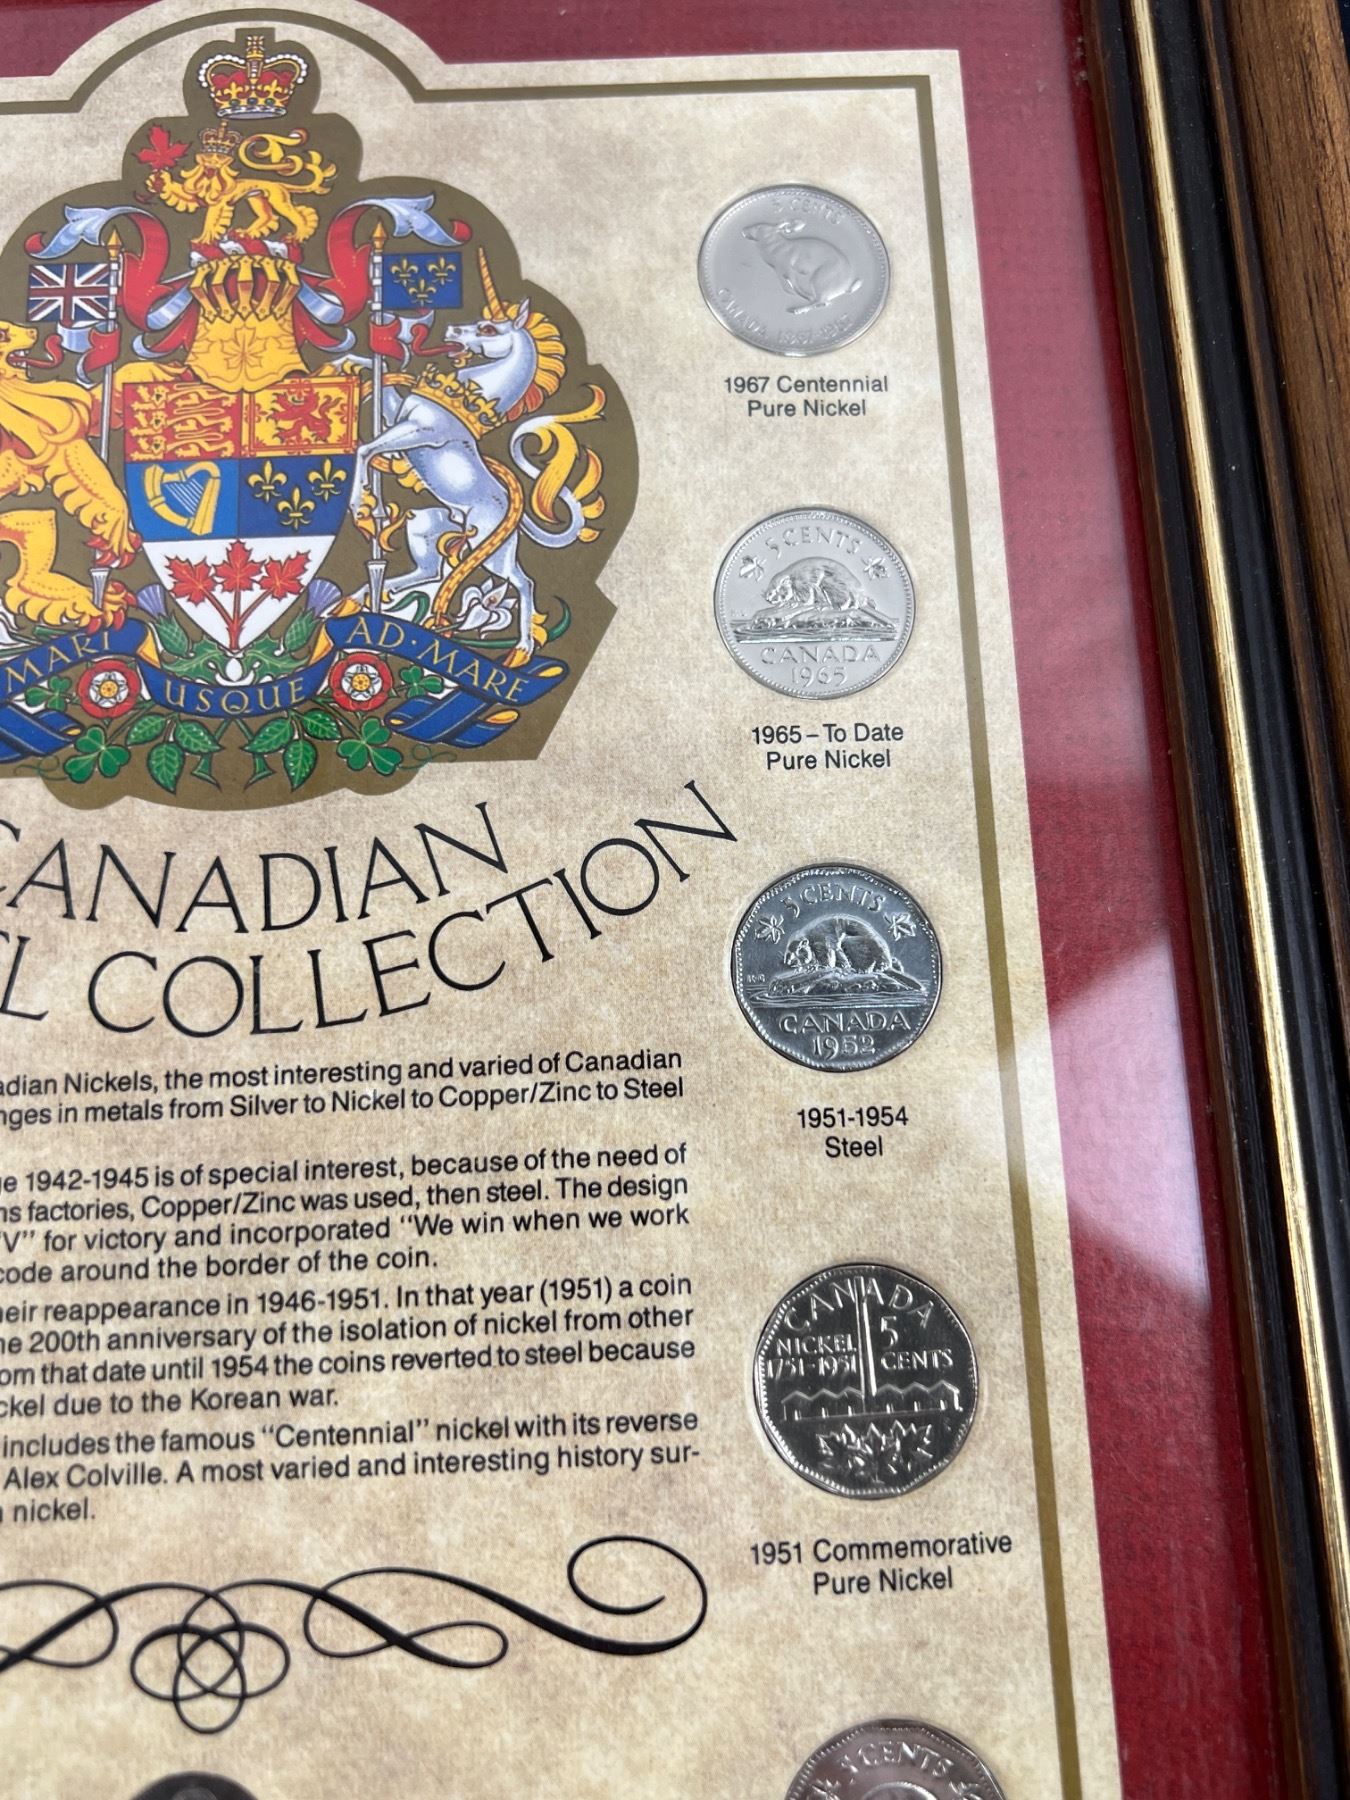 5 CENTS
CANADA 1867-1967
1967 Centennial
Pure Nickel
MARI
USQUE
AD·MARE
5 CENTS
CANADA
1965
1965 – To Date
Pure Nickel
CANADIAN
COLLECTION
5 CENTS
CANADA
1952
1951-1954
Steel
adian Nickels, the most interesting and varied of Canadian
nges in metals from Silver to Nickel to Copper/Zinc to Steel
1942-1945 is of special interest, because of the need of
ns factories, Copper/Zinc was used, then steel. The design
"V" for victory and incorporated "We win when we work
code around the border of the coin.
heir reappearance in 1946-1951. In that year (1951) a coin
he 200th anniversary of the isolation of nickel from other
om that date until 1954 the coins reverted to steel because
ckel due to the Korean war.
includes the famous "Centennial" nickel with its reverse
Alex Colville. A most varied and interesting history sur-
nickel.
CANADA
NICKEL 5
1751-1951 CENTS
1951 Commemorative
Pure Nickel
5 CENTS